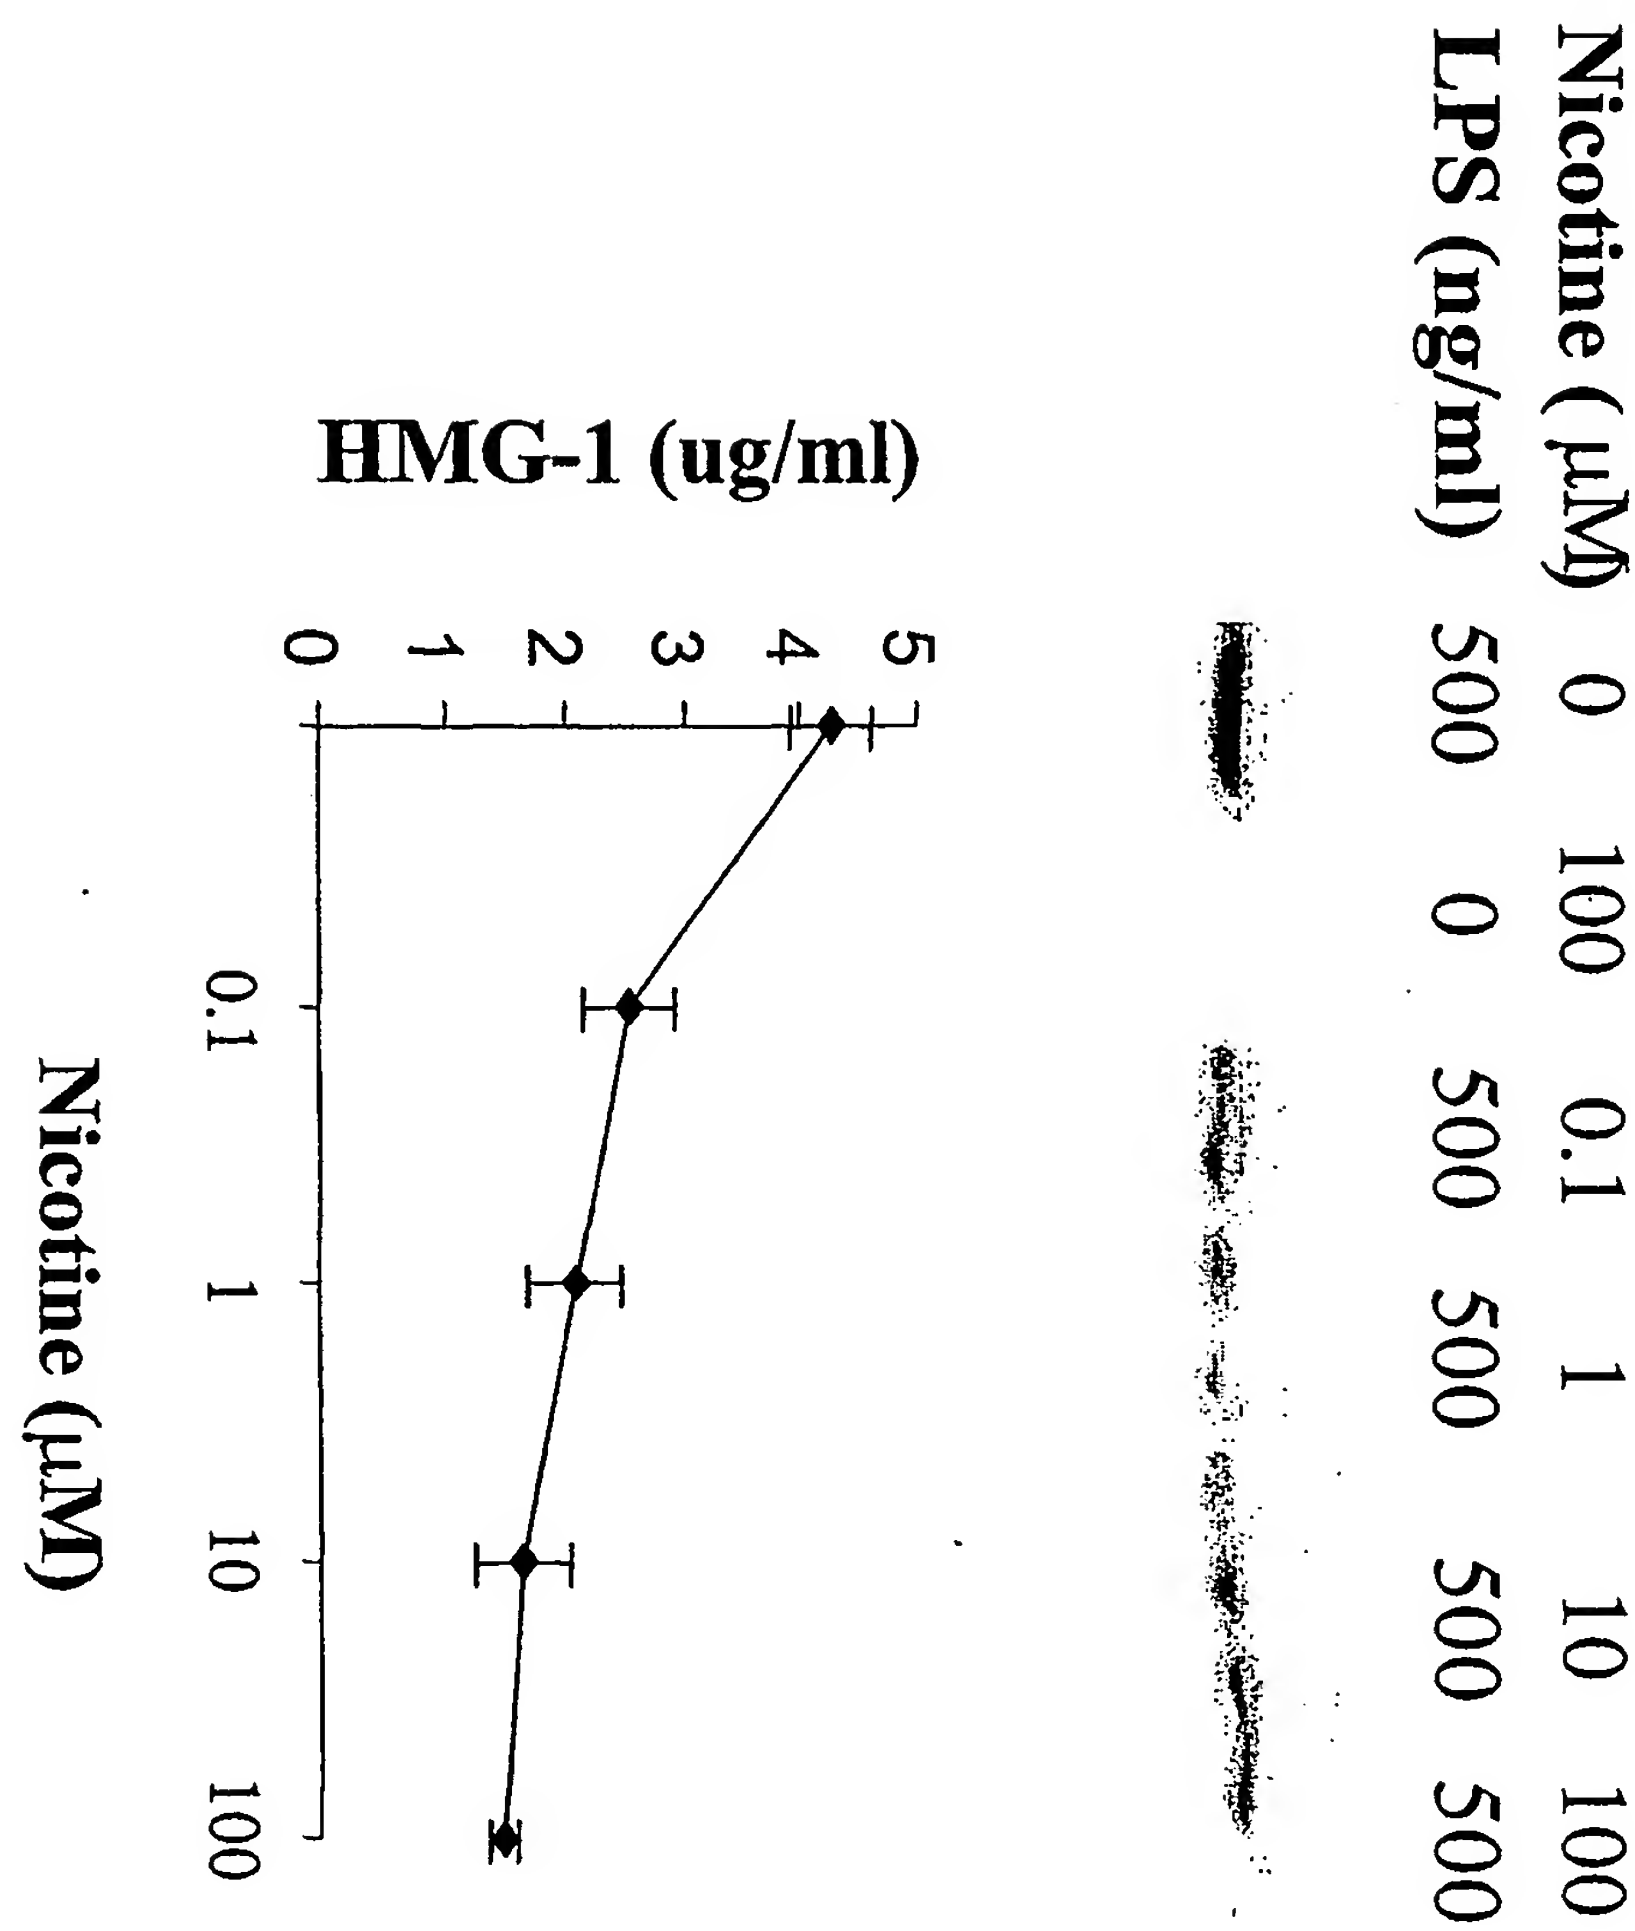 Nicotine (μM) 0 100 0.1 1 10 100
LPS (ng/ml) 500 0 500 500 500 500
HMG-1 (ug/ml)
5
4
3
2
1
0
0.1 1 10 100
Nicotine (μM)